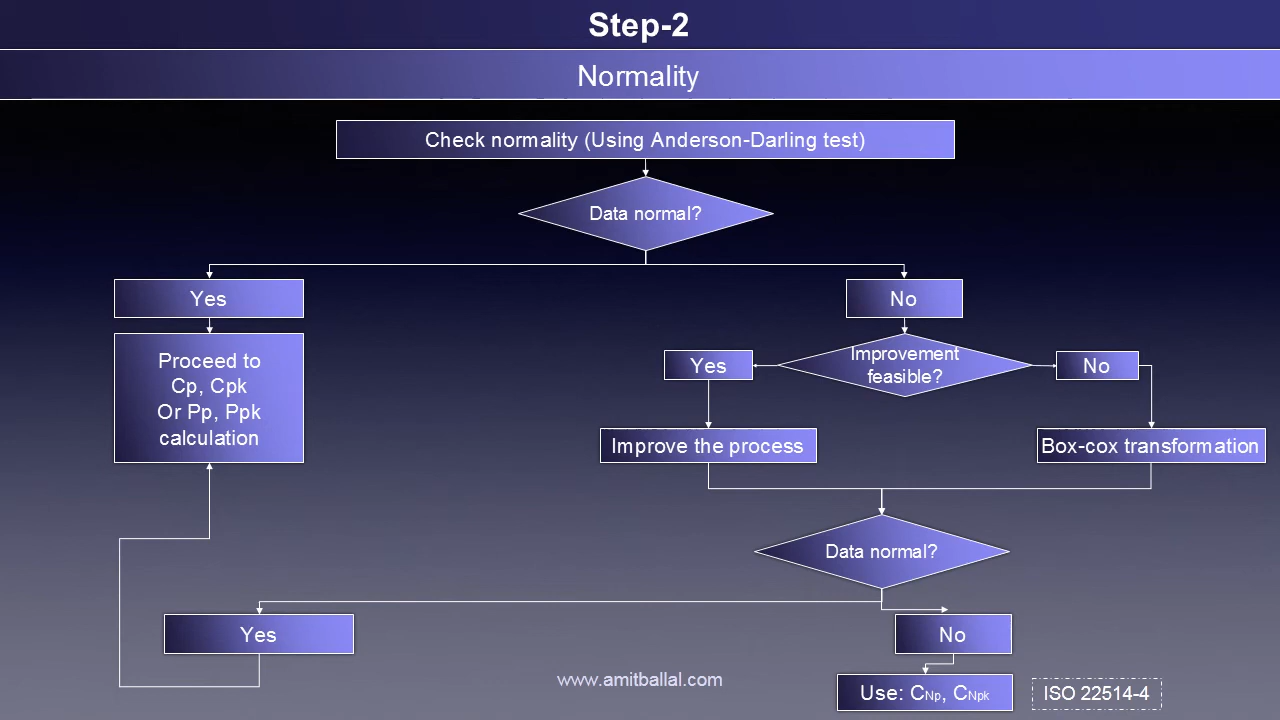 Step-2
Normality
Check normality (Using Anderson-Darling test)
Data normal?
Yes
No
Proceed to
Cp, Cpk
Or Pp, Ppk
calculation
Improvement
feasible?
Yes
No
Improve the process
Box-cox transformation
Data normal?
Yes
No
www.amitballal.com
Use: CNp, CNpk
ISO 22514-4